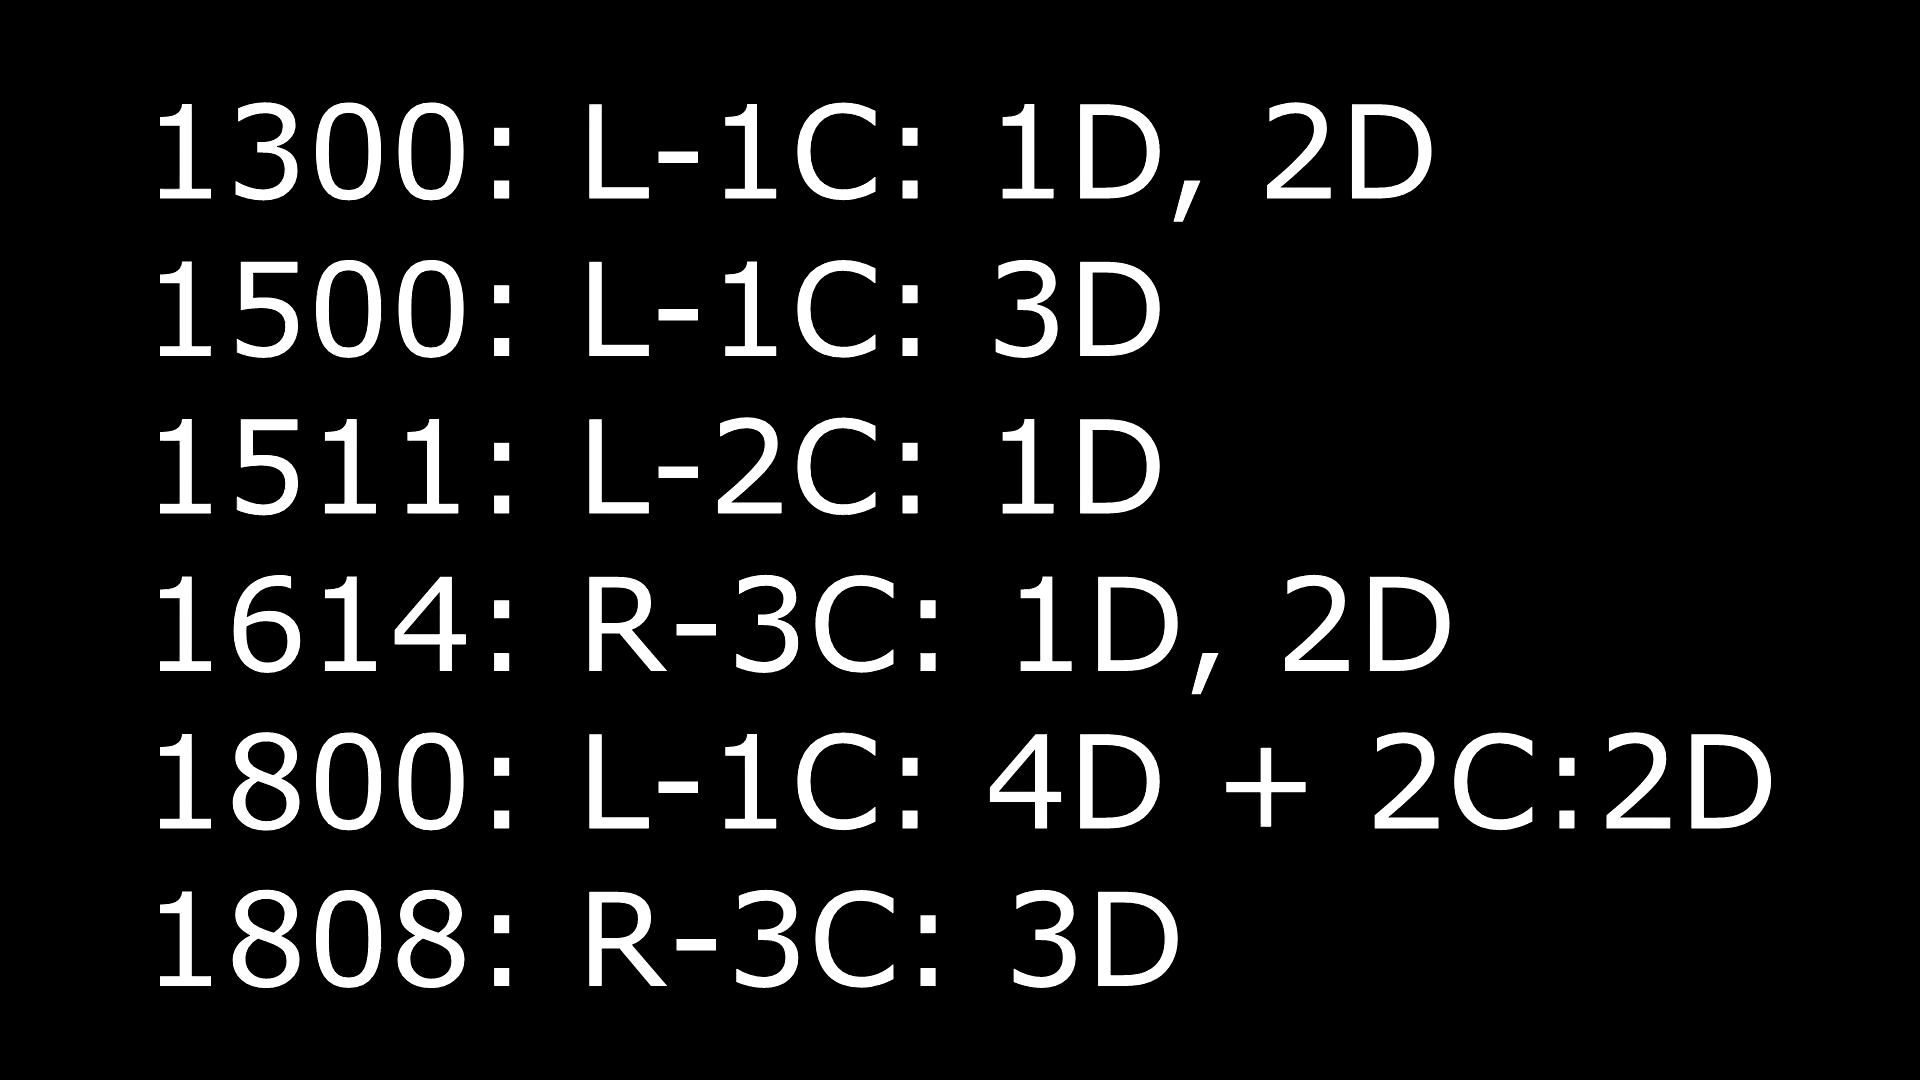 1300: L-1C: 1D, 2D
1500: L-1C: 3D
1511: L-2C: 1D
1614: R-3C: 1D, 2D
1800: L-1C: 4D + 2C:2D
1808: R-3C: 3D